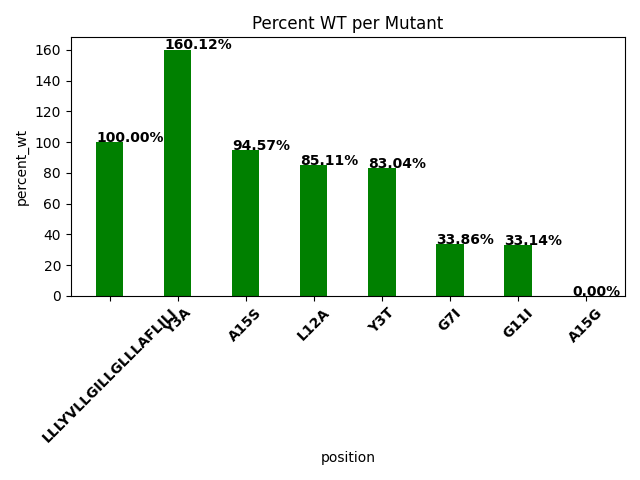 Percent WT per Mutant
percent_wt
160
140
120
100
80
60
40
20
0
100.00%
160.12%
94.57%
85.11%
83.04%
33.86%
33.14%
0.00%
Y3A
A15S
L12A
Y3T
G7I
G11I
A15G
position